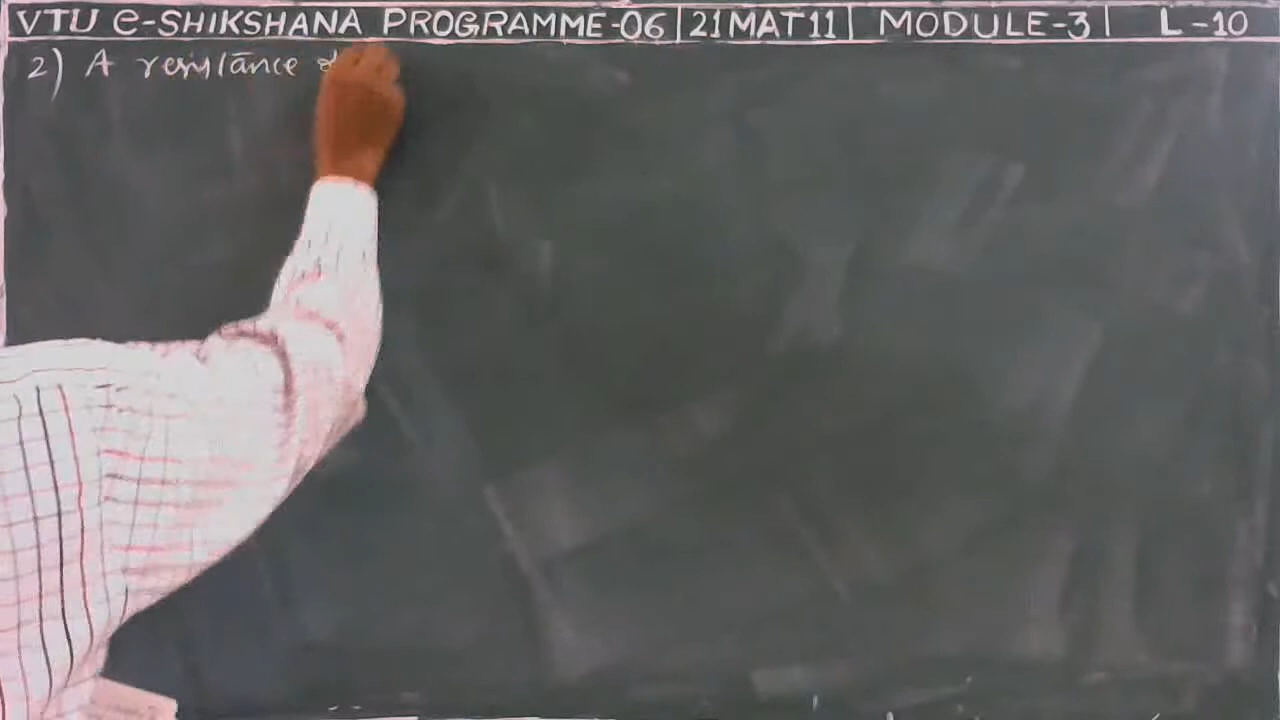 VTU e-SHIKSHANA PROGRAMME-06 | 21MAT11 | MODULE-3 | L-10
2) A resistance